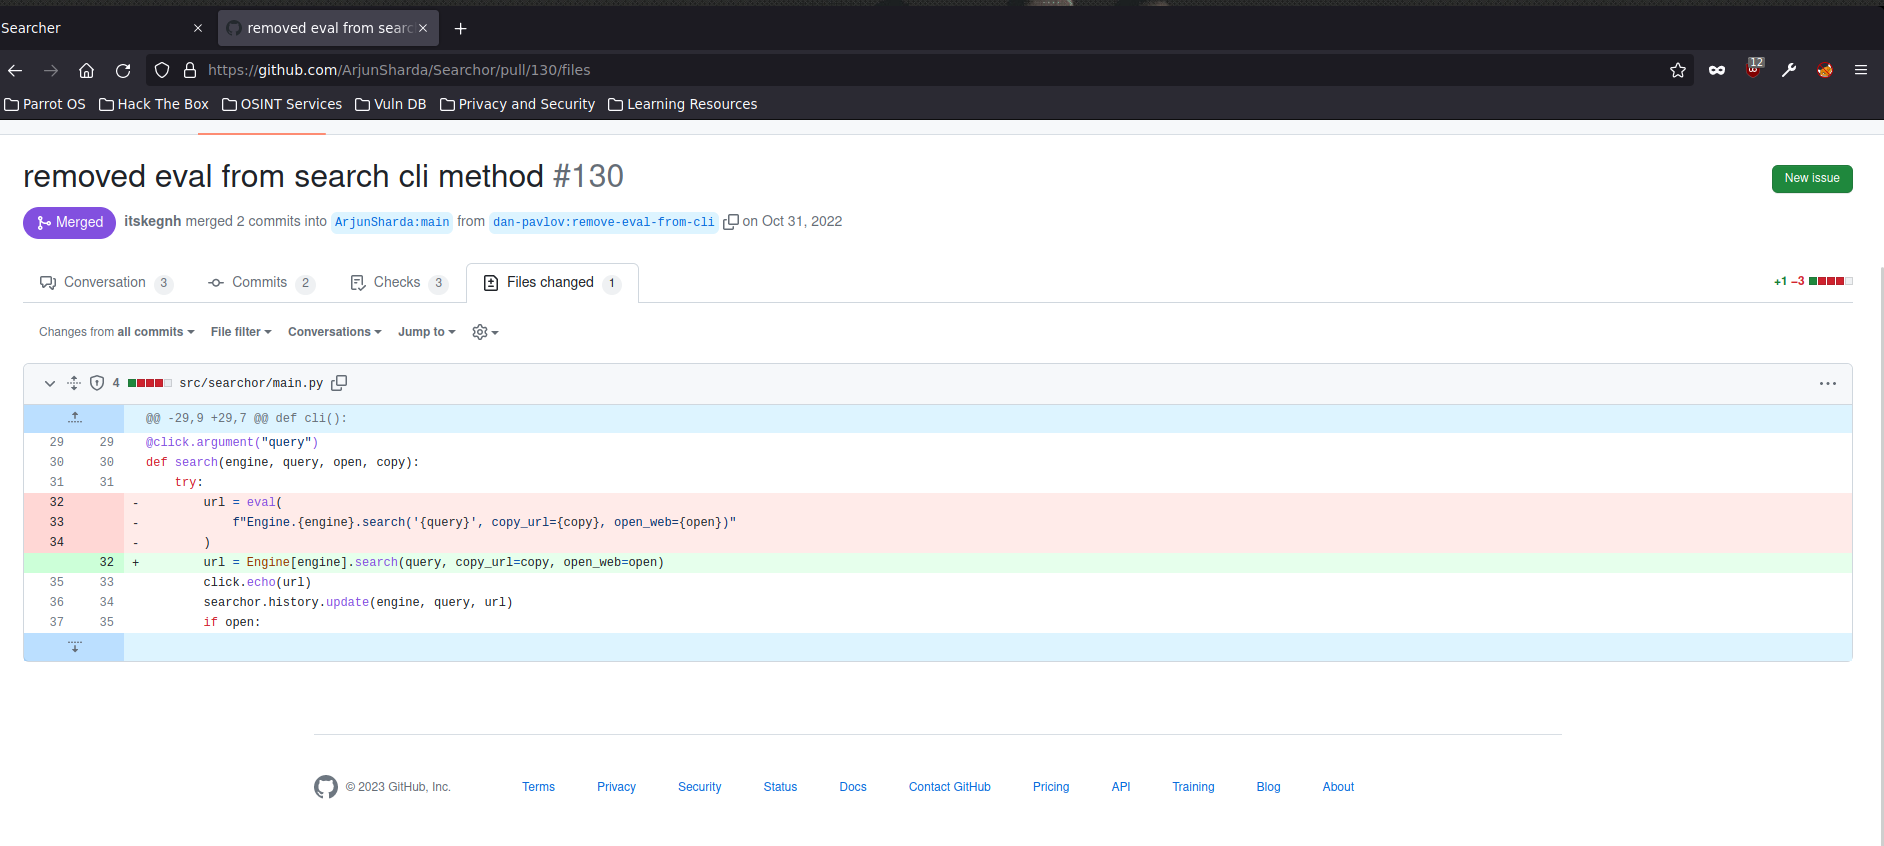 Searcher
removed eval from searc
https://github.com/ArjunSharda/Searchor/pull/130/files
12
Parrot OS Hack The Box OSINT Services Vuln DB Privacy and Security Learning Resources
removed eval from search cli method #130
New issue
Merged itskegnh merged 2 commits into ArjunSharda:main from dan-pavlov:remove-eval-from-cli on Oct 31, 2022
Conversation 3 Commits 2 Checks 3 Files changed 1 +1 −3
Changes from all commits File filter Conversations Jump to
4 src/searchor/main.py
@@ -29,9 +29,7 @@ def cli():
29 29 @click.argument("query")
30 30 def search(engine, query, open, copy):
31 31 try:
32 - url = eval(
33 - f"Engine.{engine}.search('{query}', copy_url={copy}, open_web={open})"
34 - )
32 + url = Engine[engine].search(query, copy_url=copy, open_web=open)
35 33 click.echo(url)
36 34 searchor.history.update(engine, query, url)
37 35 if open:
© 2023 GitHub, Inc. Terms Privacy Security Status Docs Contact GitHub Pricing API Training Blog About